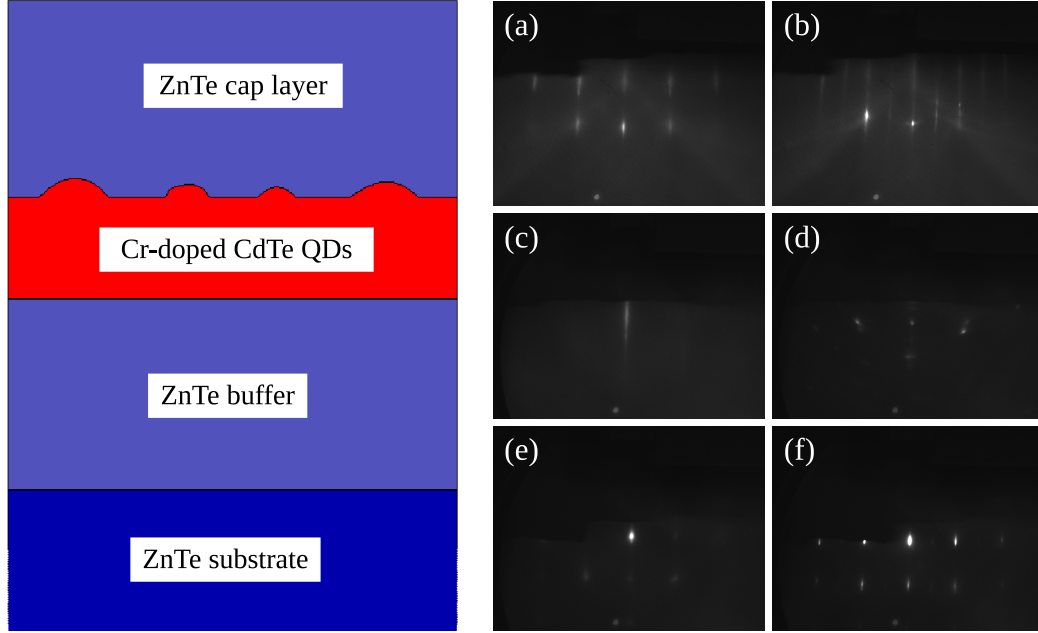 ZnTe cap layer
Cr-doped CdTe QDs
ZnTe buffer
ZnTe substrate
(a)
(b)
(c)
(d)
(e)
(f)